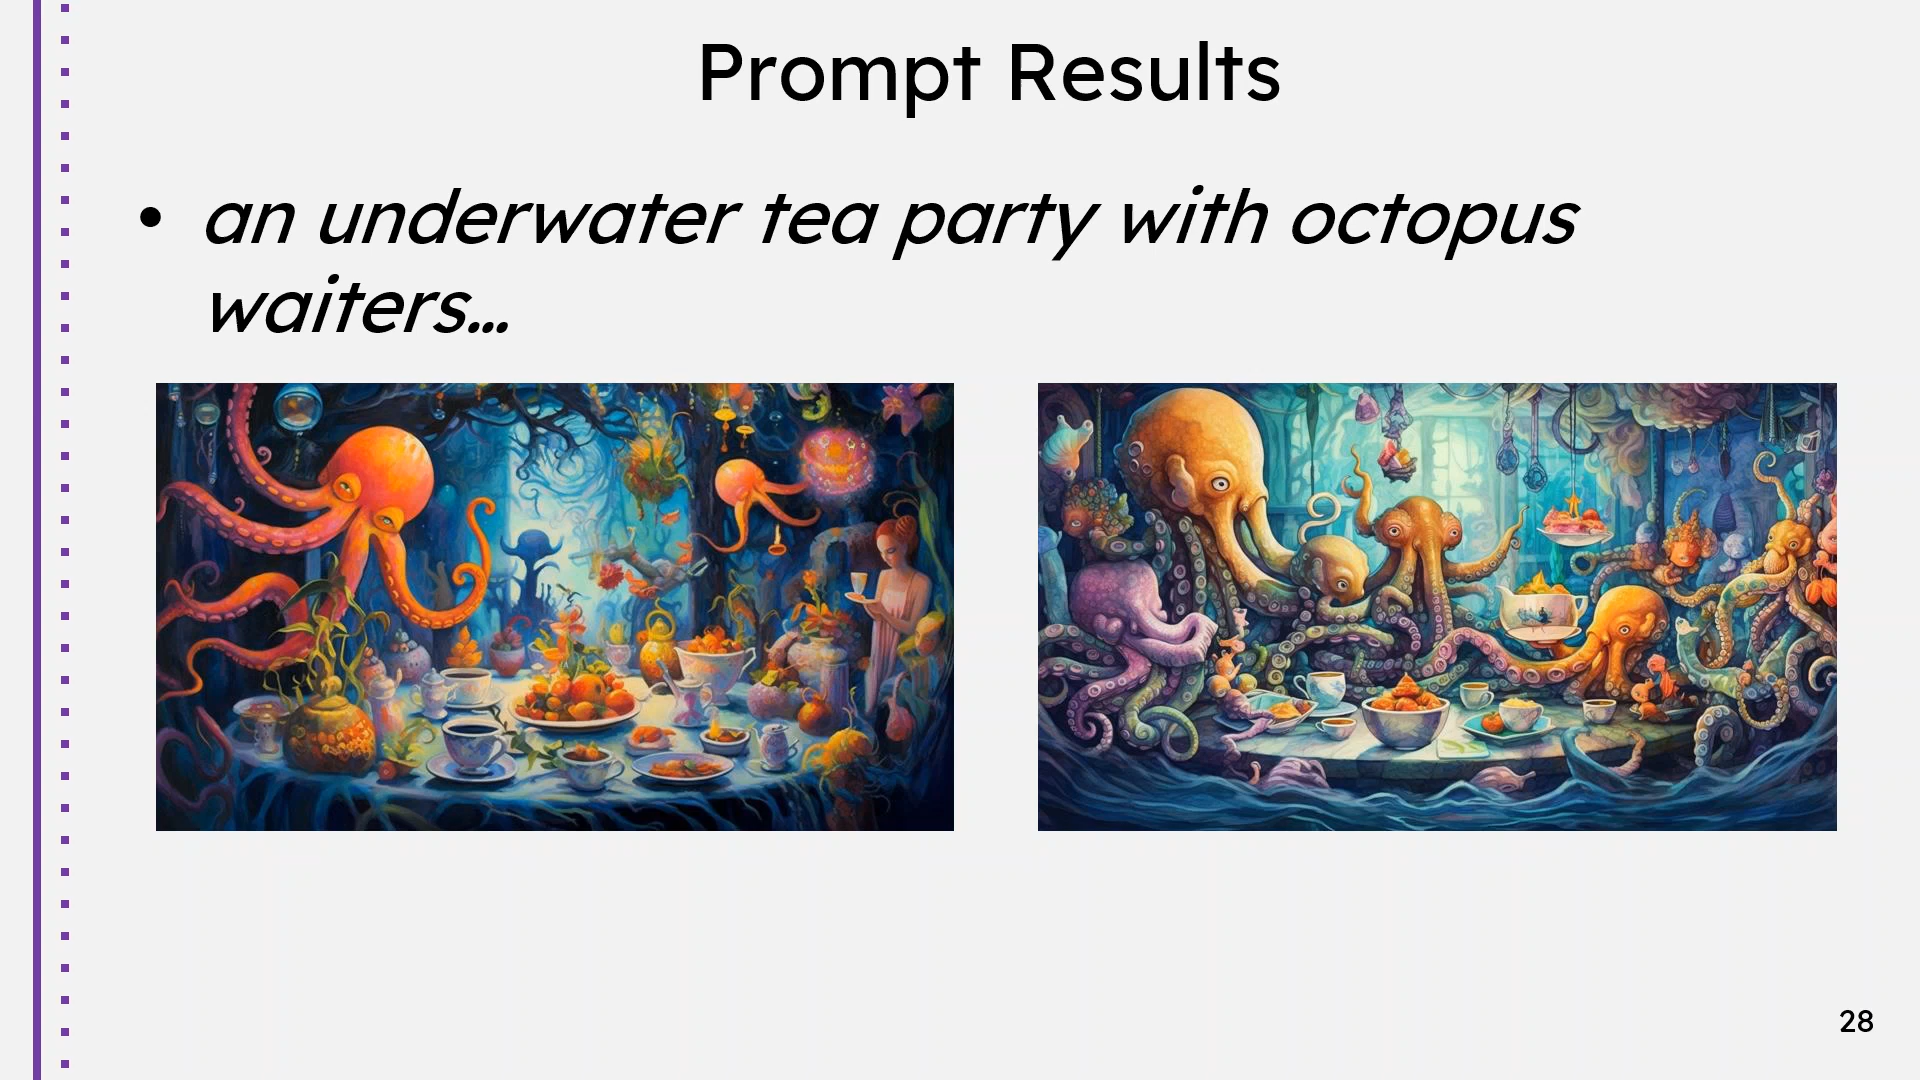 Prompt Results
• an underwater tea party with octopus
waiters…
28